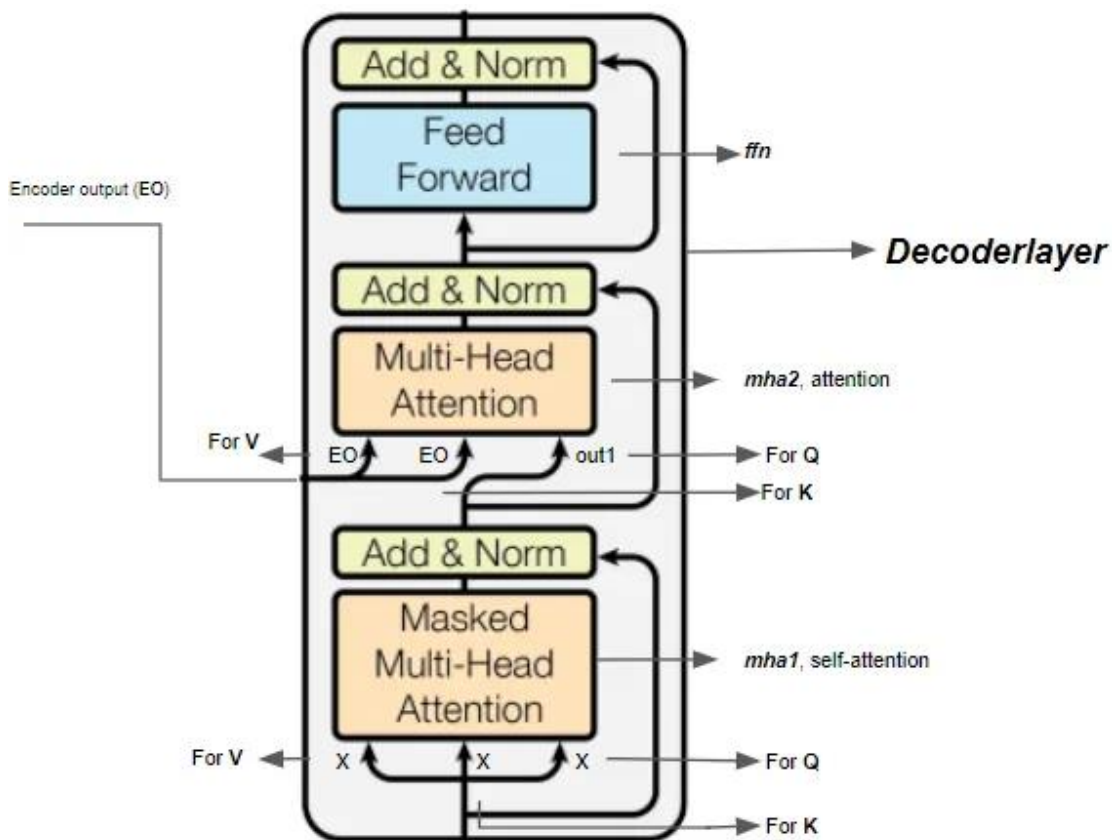 Add & Norm
Feed
Forward
ffn
Encoder output (EO)
Decoderlayer
Add & Norm
Multi-Head
Attention
mha2, attention
For V
EO
EO
out1
For Q
For K
Add & Norm
Masked
Multi-Head
Attention
mha1, self-attention
For V
X
X
X
For Q
For K